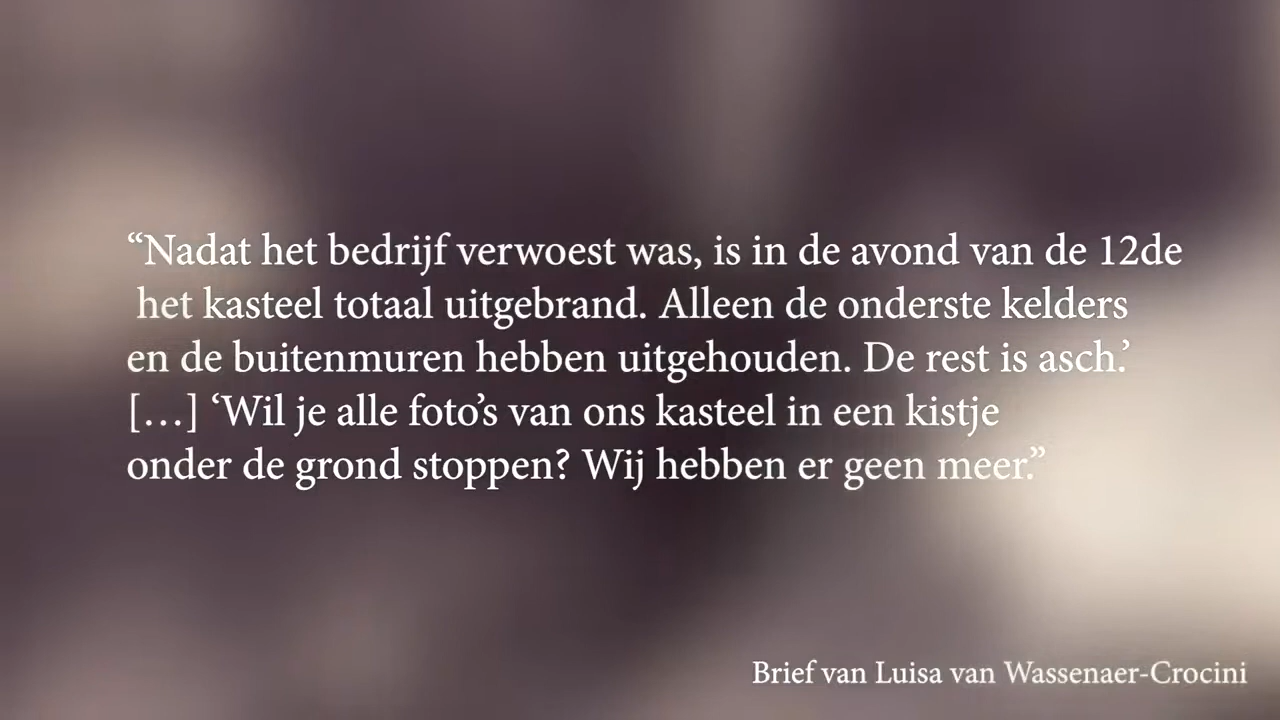 “Nadat het bedrijf verwoest was, is in de avond van de 12de
het kasteel totaal uitgebrand. Alleen de onderste kelders
en de buitenmuren hebben uitgehouden. De rest is asch.’
[…] ‘Wil je alle foto’s van ons kasteel in een kistje
onder de grond stoppen? Wij hebben er geen meer.”
Brief van Luisa van Wassenaer-Crocini